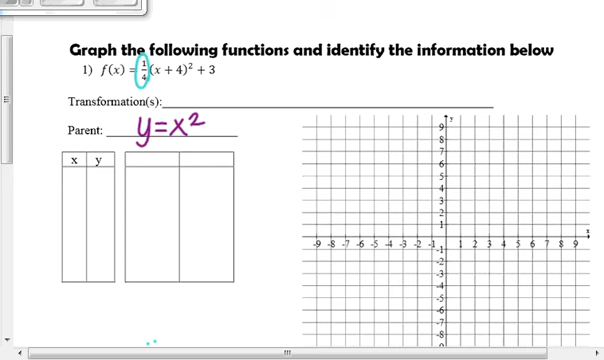 Graph the following functions and identify the information below
1) f(x) = 1/4 (x + 4)² + 3
Transformation(s):
Parent: y=x²
x y
y
9
8
7
6
5
4
3
2
1
x
-9 -8 -7 -6 -5 -4 -3 -2 -1 1 2 3 4 5 6 7 8 9
-1
-2
-3
-4
-5
-6
-7
-8